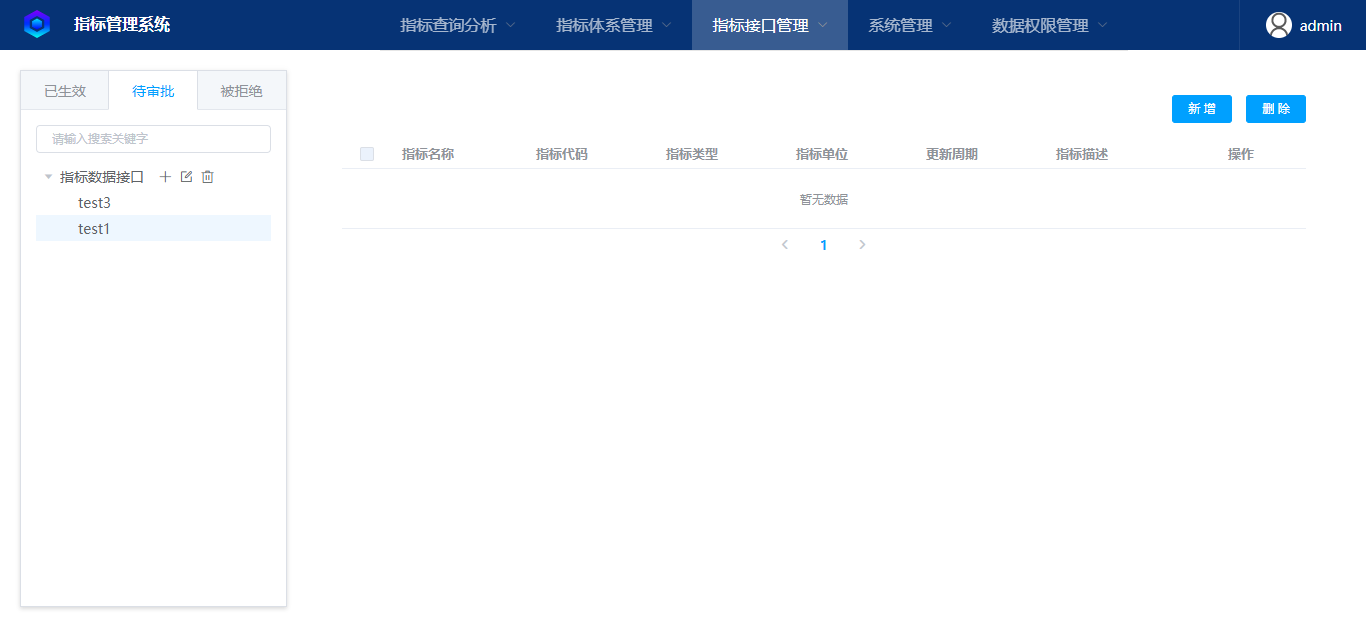 指标管理系统
指标查询分析 指标体系管理 指标接口管理 系统管理 数据权限管理 admin
已生效 待审批 被拒绝
请输入搜索关键字
指标数据接口
test3
test1
新增 删除
指标名称 指标代码 指标类型 指标单位 更新周期 指标描述 操作
暂无数据
1